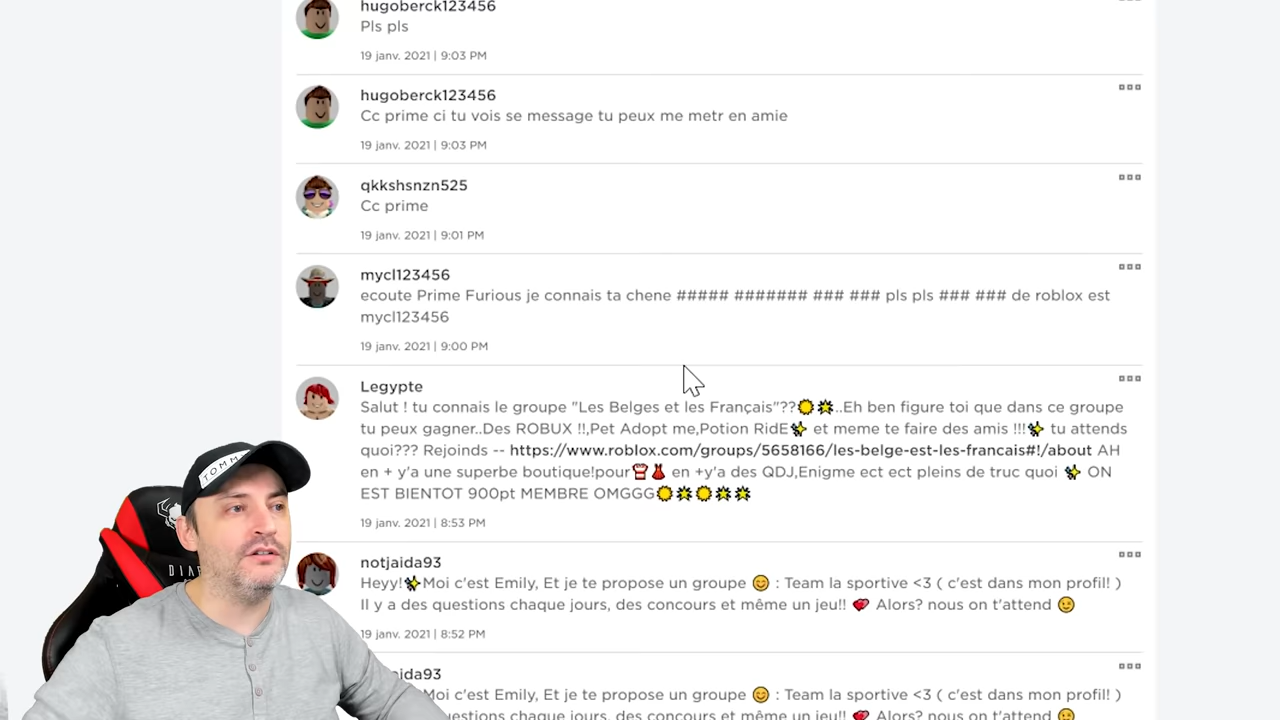 hugoberck123456
Pls pls
19 janv. 2021 | 9:03 PM
hugoberck123456
Cc prime ci tu vois se message tu peux me metr en amie
19 janv. 2021 | 9:03 PM
qkkshsnzn525
Cc prime
19 janv. 2021 | 9:01 PM
mycl123456
ecoute Prime Furious je connais ta chene ##### ####### ### ### pls pls ### ### de roblox est
mycl123456
19 janv. 2021 | 9:00 PM
Legypte
Salut ! tu connais le groupe "Les Belges et les Français"??🌞🌟..Eh ben figure toi que dans ce groupe
tu peux gagner..Des ROBUX !!,Pet Adopt me,Potion RidE✨ et meme te faire des amis !!!✨ tu attends
quoi??? Rejoinds -- https://www.roblox.com/groups/5658166/les-belge-est-les-francais#!/about AH
en + y'a une superbe boutique!pour👚👗 en +y'a des QDJ,Enigme ect ect pleins de truc quoi ✨ ON
EST BIENTOT 900pt MEMBRE OMGGG🌞🌟🌞🌟🌟
19 janv. 2021 | 8:53 PM
notjaida93
Heyy!✨Moi c'est Emily, Et je te propose un groupe 😊 : Team la sportive <3 ( c'est dans mon profil! )
Il y a des questions chaque jours, des concours et même un jeu!! 💕 Alors? nous on t'attend 😉
19 janv. 2021 | 8:52 PM
jaida93
Moi c'est Emily, Et je te propose un groupe 😊 : Team la sportive <3 ( c'est dans mon profil! )
uestions chaque jours, des concours et même un jeu!! 💕 Alors? nous on t'attend 😉
TOMM
DIA